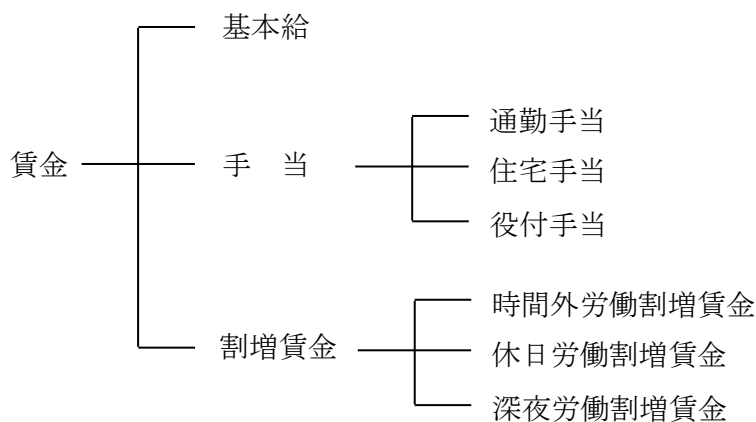 賃金
基本給
手　当
通勤手当
住宅手当
役付手当
割増賃金
時間外労働割増賃金
休日労働割増賃金
深夜労働割増賃金